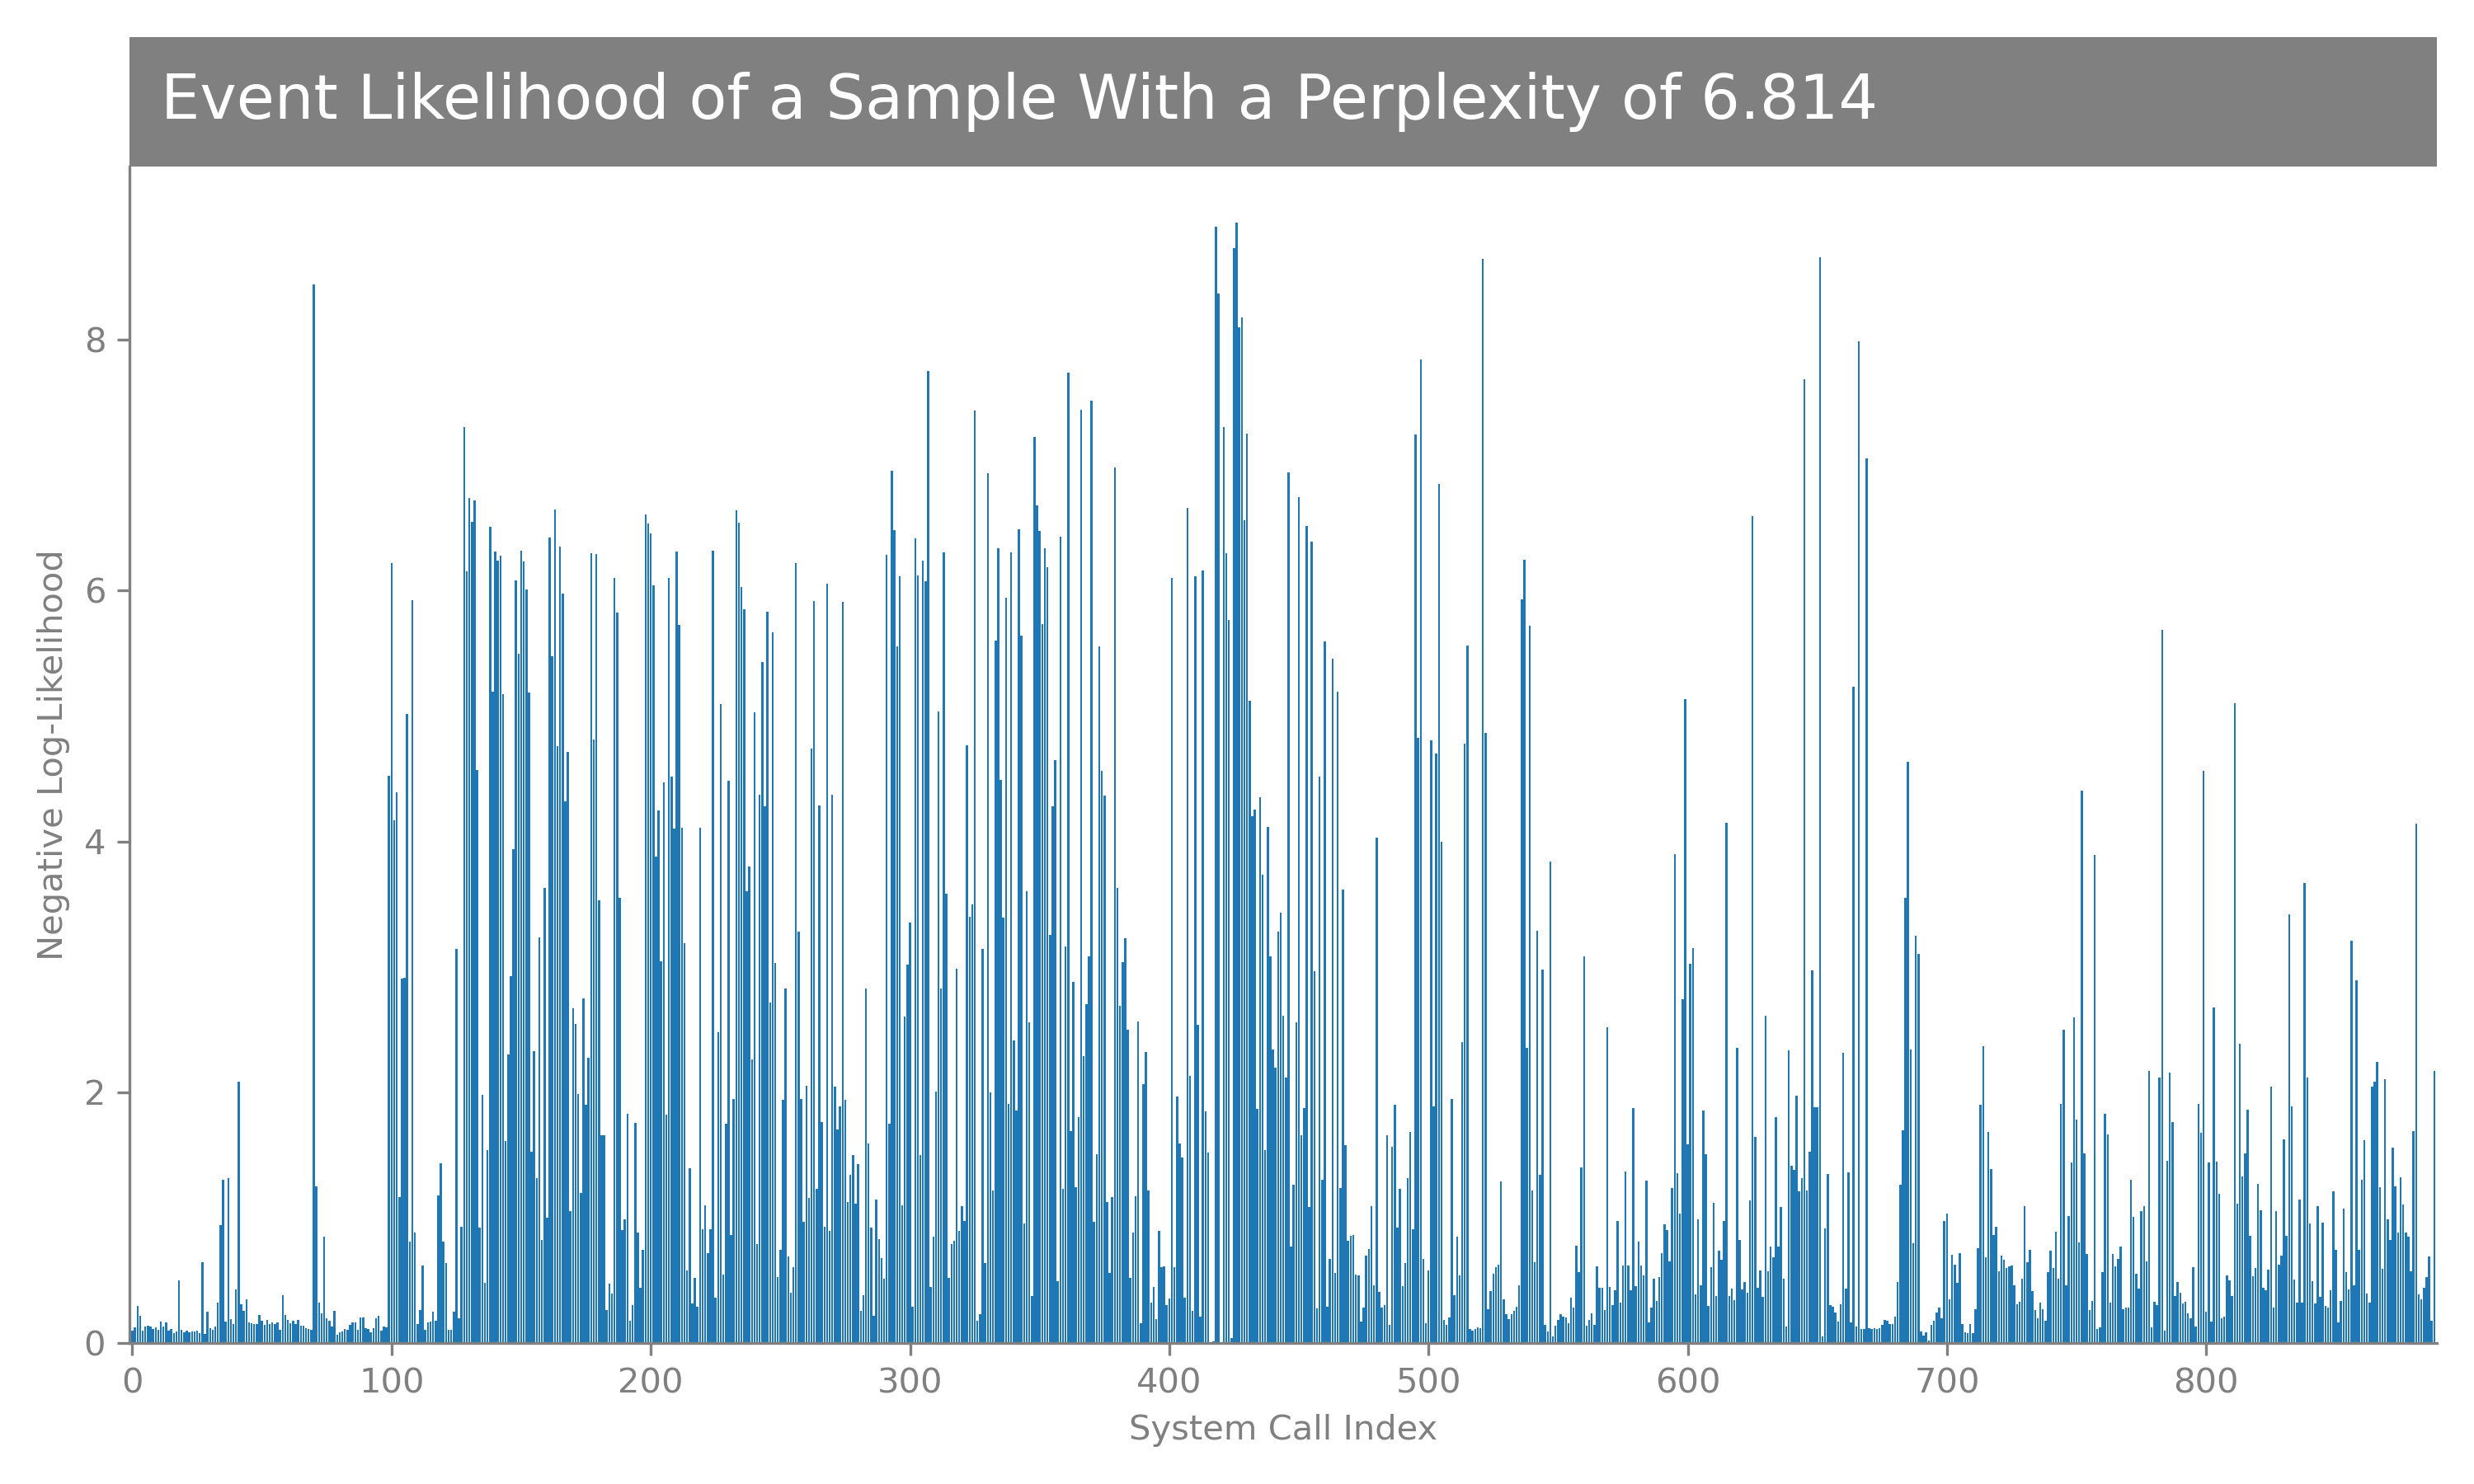 Event Likelihood of a Sample With a Perplexity of 6.814
Negative Log-Likelihood
8
6
4
2
0
0 100 200 300 400 500 600 700 800
System Call Index